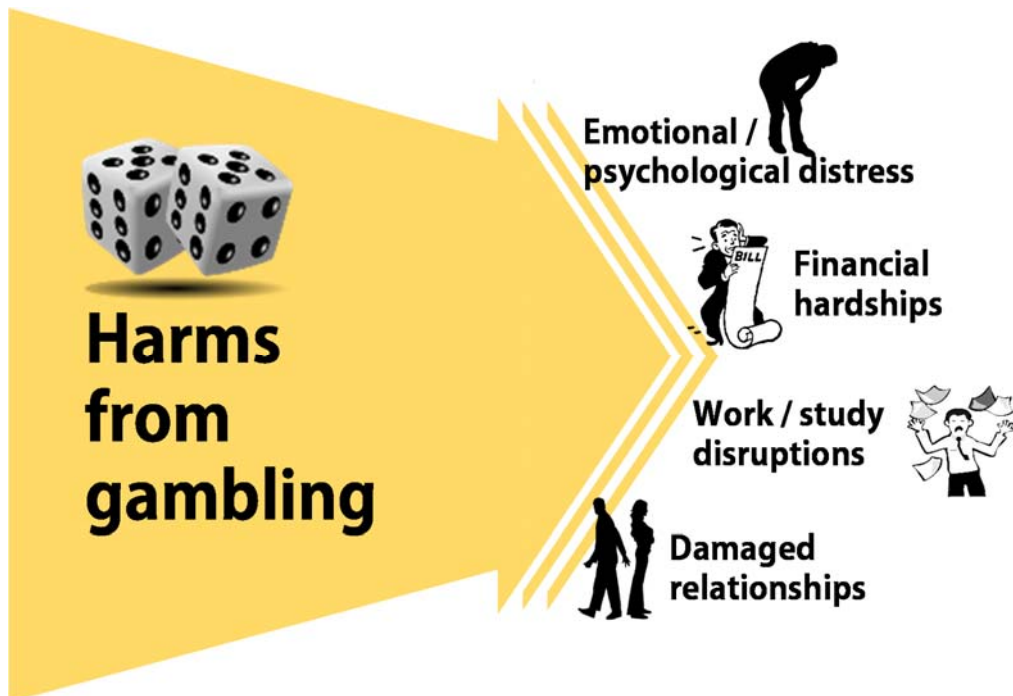 Harms
from
gambling
Emotional /
psychological distress
BILL
Financial
hardships
Work / study
disruptions
Damaged
relationships